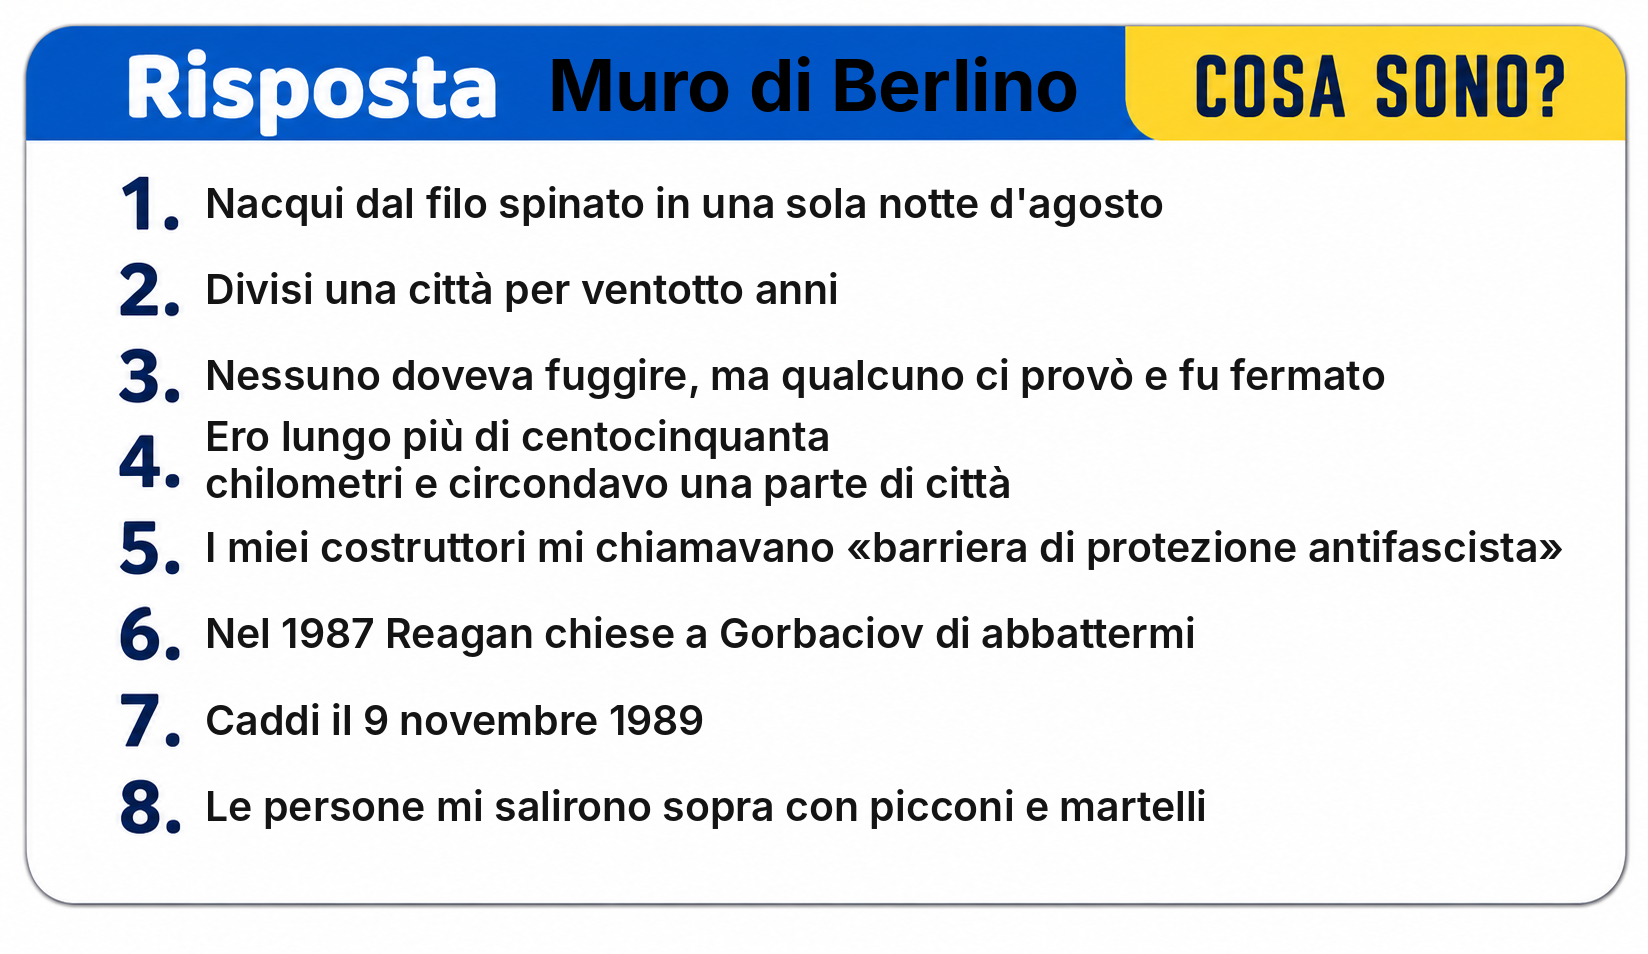 Risposta Muro di Berlino COSA SONO?
1. Nacqui dal filo spinato in una sola notte d'agosto
2. Divisi una città per ventotto anni
3. Nessuno doveva fuggire, ma qualcuno ci provò e fu fermato
4. Ero lungo più di centocinquanta
chilometri e circondavo una parte di città
5. I miei costruttori mi chiamavano «barriera di protezione antifascista»
6. Nel 1987 Reagan chiese a Gorbaciov di abbattermi
7. Caddi il 9 novembre 1989
8. Le persone mi salirono sopra con picconi e martelli